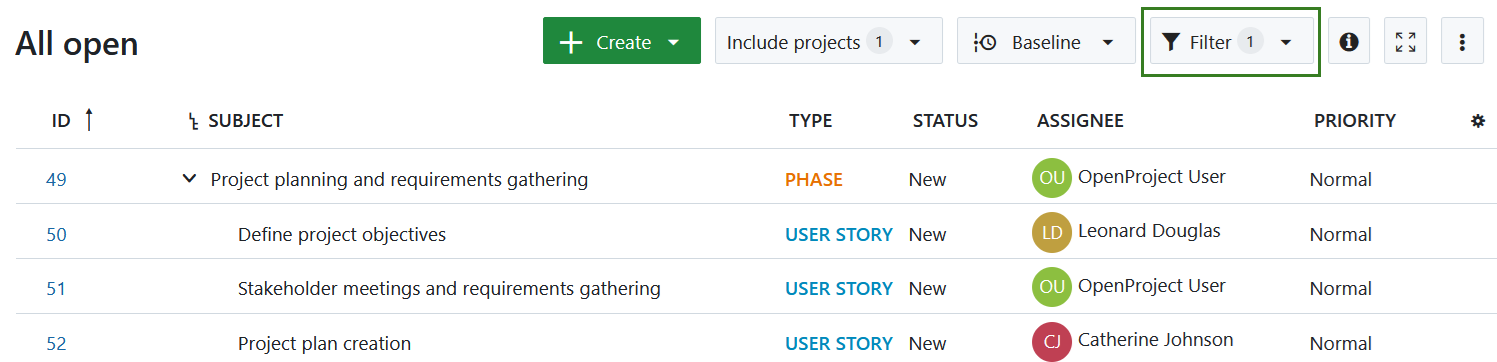 All open
Create
Include projects 1
Baseline
Filter 1
ID SUBJECT TYPE STATUS ASSIGNEE PRIORITY
49 Project planning and requirements gathering PHASE New OU OpenProject User Normal
50 Define project objectives USER STORY New LD Leonard Douglas Normal
51 Stakeholder meetings and requirements gathering USER STORY New OU OpenProject User Normal
52 Project plan creation USER STORY New CJ Catherine Johnson Normal